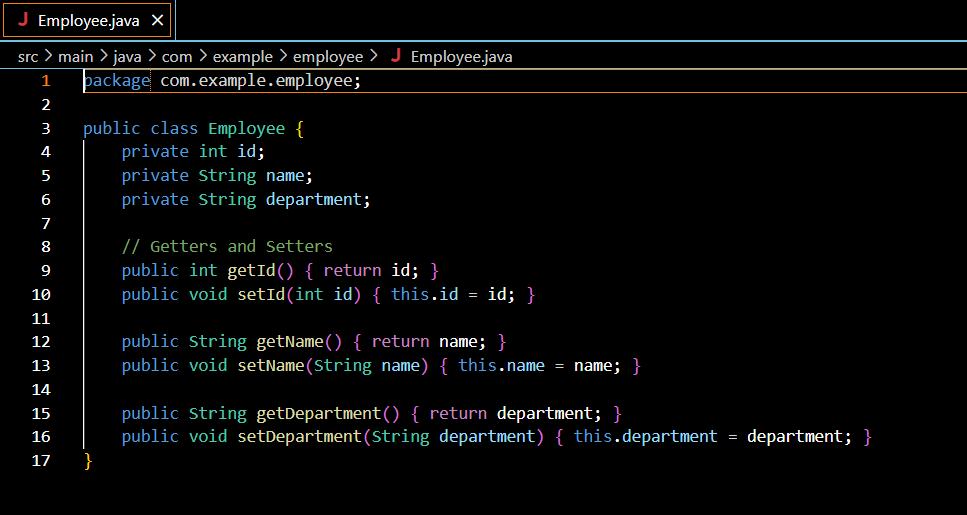 J Employee.java ×
src > main > java > com > example > employee > J Employee.java
1 package com.example.employee;
2
3 public class Employee {
4     private int id;
5     private String name;
6     private String department;
7
8     // Getters and Setters
9     public int getId() { return id; }
10     public void setId(int id) { this.id = id; }
11
12     public String getName() { return name; }
13     public void setName(String name) { this.name = name; }
14
15     public String getDepartment() { return department; }
16     public void setDepartment(String department) { this.department = department; }
17 }